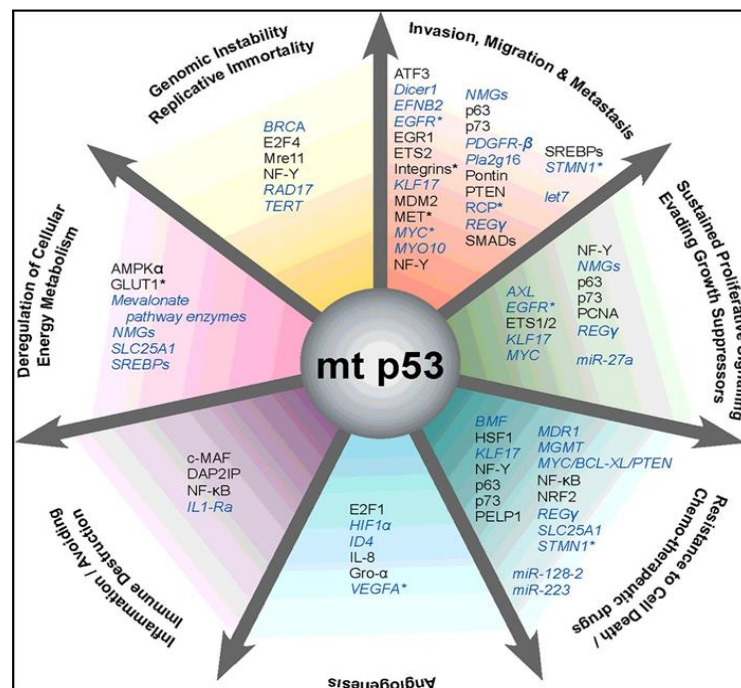 Genomic Instability
Replicative Immortality
BRCA
E2F4
Mre11
NF-Y
RAD17
TERT
Invasion, Migration & Metastasis
ATF3
Dicer1
EFNB2
EGFR*
EGR1
ETS2
Integrins*
KLF17
MDM2
MET*
MYC*
MYO10
NF-Y
NMGs
p63
p73
PDGFR-β
Pla2g16
Pontin
PTEN
RCP*
REGγ
SMADs
SREBPs
STMN1*
let7
Sustained Proliferative Signaling
Evading Growth Suppressors
AXL
EGFR*
ETS1/2
KLF17
MYC
NF-Y
NMGs
p63
p73
PCNA
REGγ
miR-27a
Resistance to Cell Death /
Chemo-therapeutic drugs
BMF
HSF1
KLF17
NF-Y
p63
p73
PELP1
MDR1
MGMT
MYC/BCL-XL/PTEN
NF-κB
NRF2
REGγ
SLC25A1
STMN1*
miR-128-2
miR-223
Angiogenesis
E2F1
HIF1α
ID4
IL-8
Gro-α
VEGFA*
Inflammation / Avoiding
Immune Destruction
c-MAF
DAP2IP
NF-κB
IL1-Ra
Deregulation of Cellular
Energy Metabolism
AMPKα
GLUT1*
Mevalonate
pathway enzymes
NMGs
SLC25A1
SREBPs
mt p53